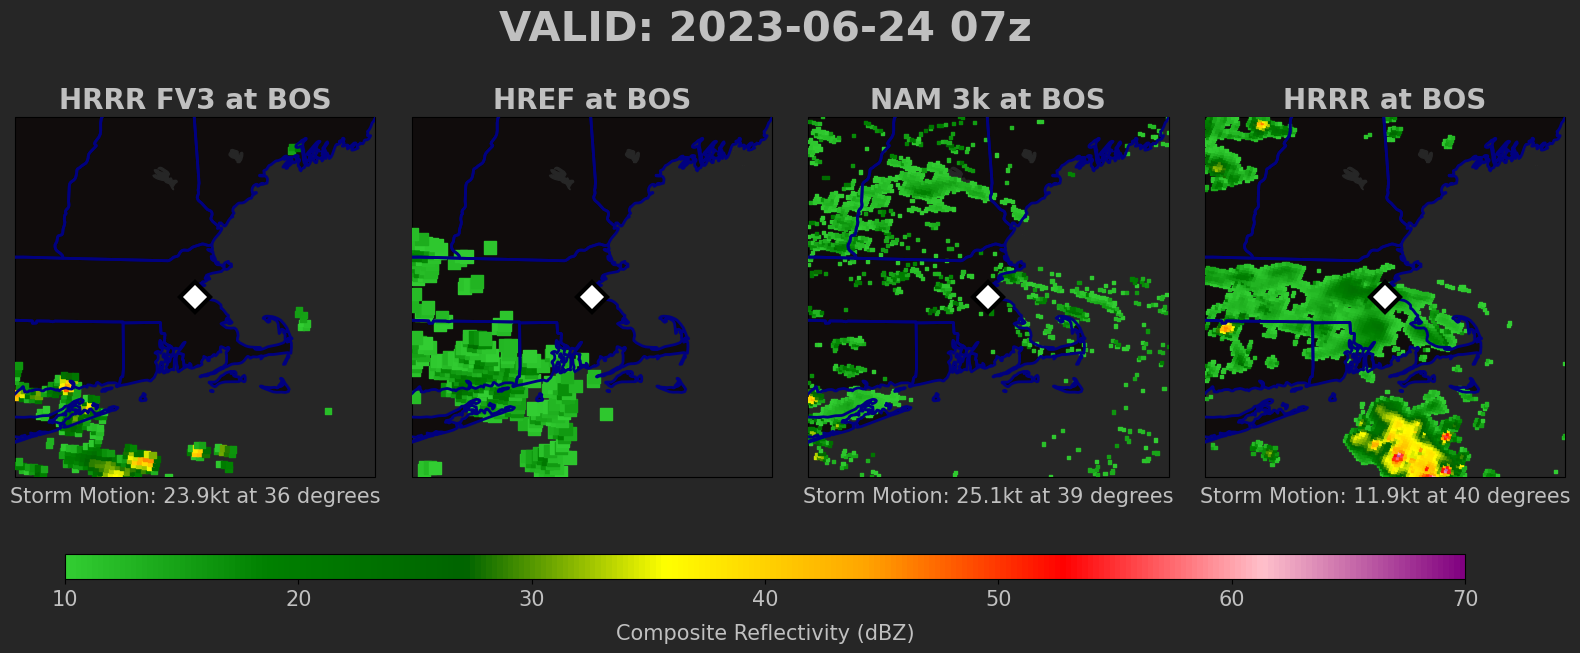 VALID: 2023-06-24 07z
HRRR FV3 at BOS
HREF at BOS
NAM 3k at BOS
HRRR at BOS
Storm Motion: 23.9kt at 36 degrees
Storm Motion: 25.1kt at 39 degrees
Storm Motion: 11.9kt at 40 degrees
10 20 30 40 50 60 70
Composite Reflectivity (dBZ)